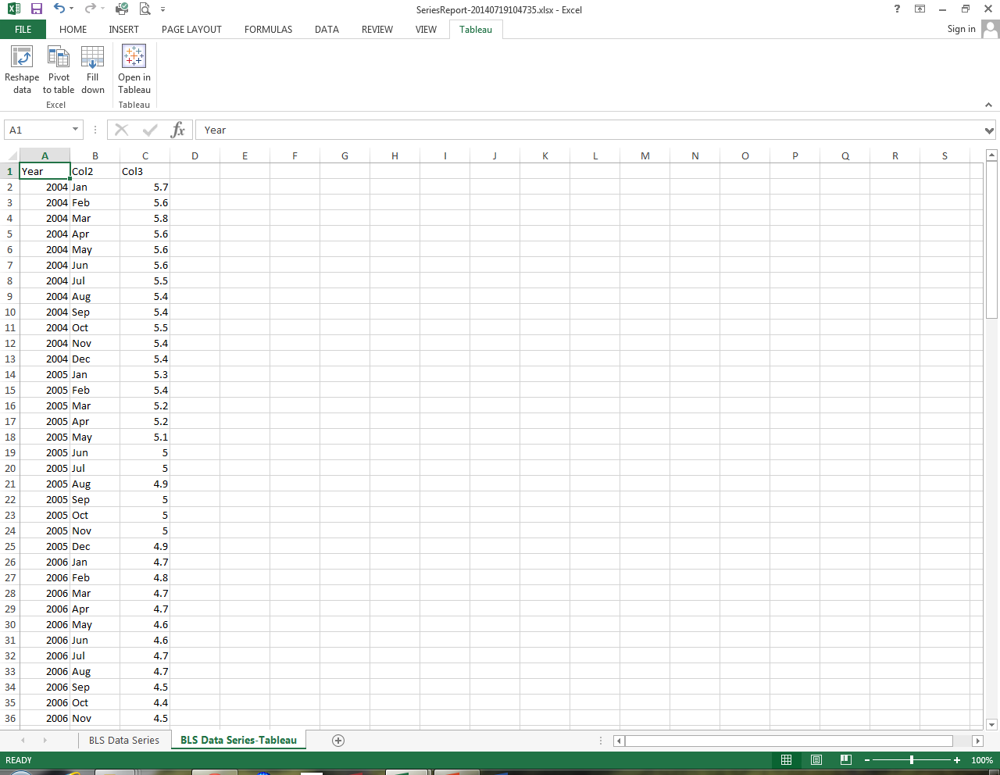 SeriesReport-20140719104735.xlsx - Excel
?
FILE HOME INSERT PAGE LAYOUT FORMULAS DATA REVIEW VIEW Tableau Sign in
Reshape data Pivot to table Fill down Open in Tableau
Excel Tableau
A1 fx Year
A B C D E F G H I J K L M N O P Q R S
1 Year Col2 Col3
2 2004 Jan 5.7
3 2004 Feb 5.6
4 2004 Mar 5.8
5 2004 Apr 5.6
6 2004 May 5.6
7 2004 Jun 5.6
8 2004 Jul 5.5
9 2004 Aug 5.4
10 2004 Sep 5.4
11 2004 Oct 5.5
12 2004 Nov 5.4
13 2004 Dec 5.4
14 2005 Jan 5.3
15 2005 Feb 5.4
16 2005 Mar 5.2
17 2005 Apr 5.2
18 2005 May 5.1
19 2005 Jun 5
20 2005 Jul 5
21 2005 Aug 4.9
22 2005 Sep 5
23 2005 Oct 5
24 2005 Nov 5
25 2005 Dec 4.9
26 2006 Jan 4.7
27 2006 Feb 4.8
28 2006 Mar 4.7
29 2006 Apr 4.7
30 2006 May 4.6
31 2006 Jun 4.6
32 2006 Jul 4.7
33 2006 Aug 4.7
34 2006 Sep 4.5
35 2006 Oct 4.4
36 2006 Nov 4.5
BLS Data Series BLS Data Series-Tableau
READY 100%